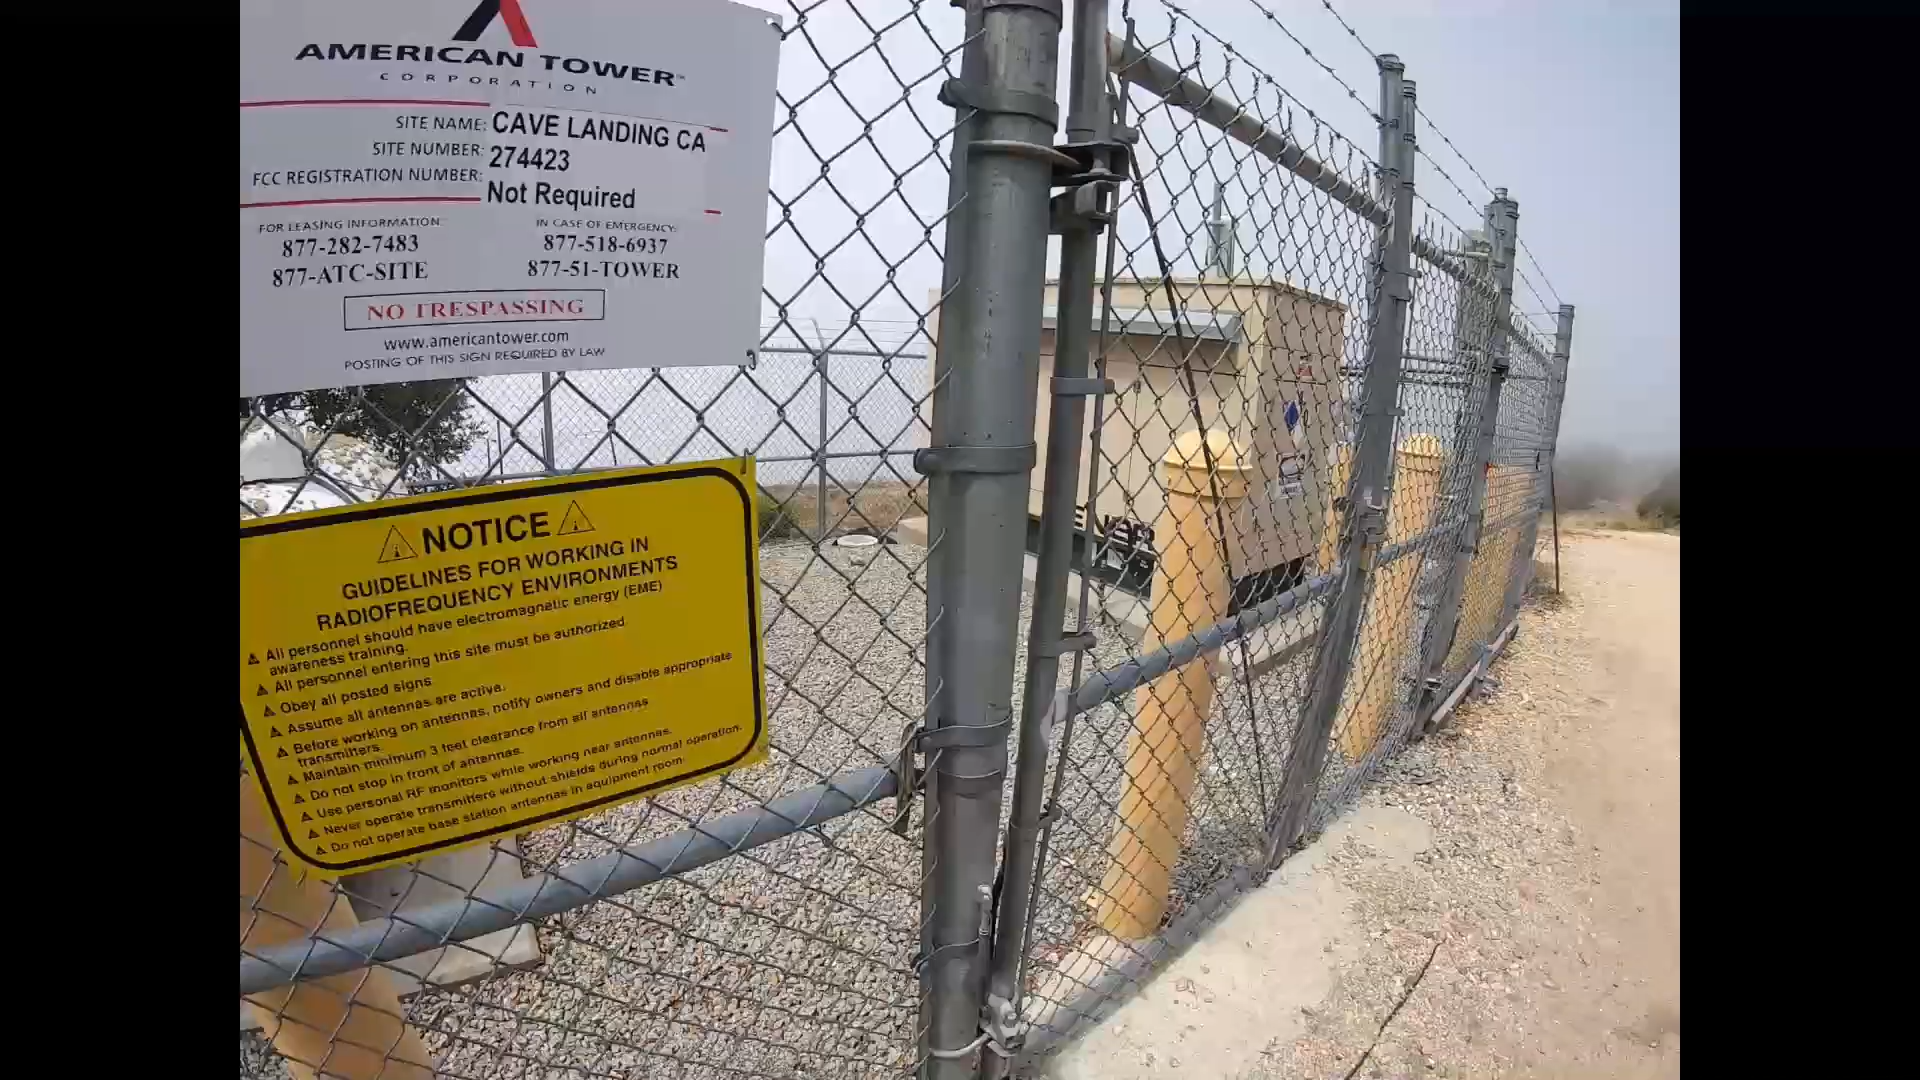 AMERICAN TOWER™
CORPORATION
SITE NAME: CAVE LANDING CA
SITE NUMBER: 274423
FCC REGISTRATION NUMBER: Not Required
FOR LEASING INFORMATION:
877-282-7483
877-ATC-SITE
IN CASE OF EMERGENCY:
877-518-6937
877-51-TOWER
NO TRESPASSING
www.americantower.com
POSTING OF THIS SIGN REQUIRED BY LAW
NOTICE
GUIDELINES FOR WORKING IN
RADIOFREQUENCY ENVIRONMENTS
All personnel should have electromagnetic energy (EME)
awareness training.
All personnel entering this site must be authorized.
Obey all posted signs.
Assume all antennas are active.
Before working on antennas, notify owners and disable appropriate
transmitters.
Maintain minimum 3 feet clearance from all antennas.
Do not stop in front of antennas.
Use personal RF monitors while working near antennas.
Never operate transmitters without shields during normal operation.
Do not operate base station antennas in equipment room.